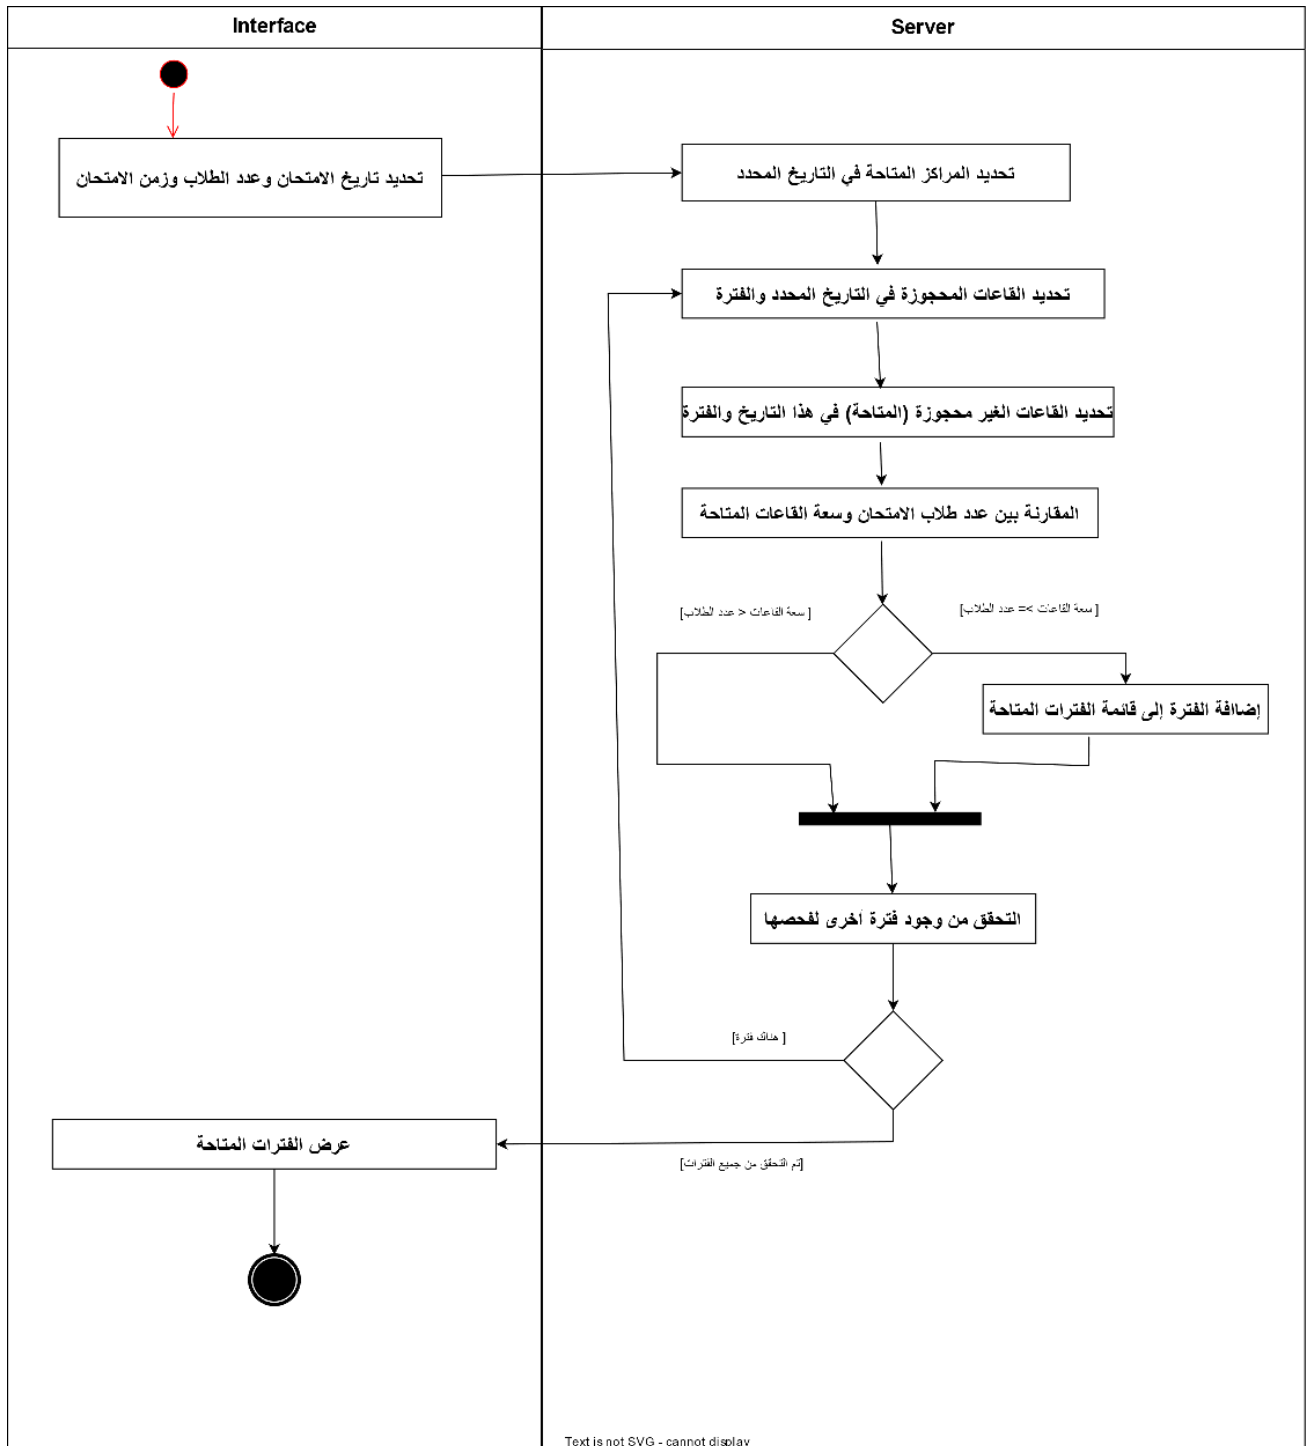 Interface
Server
تحديد تاريخ الامتحان وعدد الطلاب وزمن الامتحان
تحديد المراكز المتاحة في التاريخ المحدد
تحديد القاعات المحجوزة في التاريخ المحدد والفترة
تحديد القاعات الغير محجوزة (المتاحة) في هذا التاريخ والفترة
المقارنة بين عدد طلاب الامتحان وسعة القاعات المتاحة
[سعة القاعات >= عدد الطلاب]
[سعة القاعات < عدد الطلاب]
إضاافة الفترة إلى قائمة الفترات المتاحة
التحقق من وجود فترة أخرى لفحصها
[هناك فترة]
عرض الفترات المتاحة
[تم التحقق من جميع الفترات]
Text is not SVG - cannot display